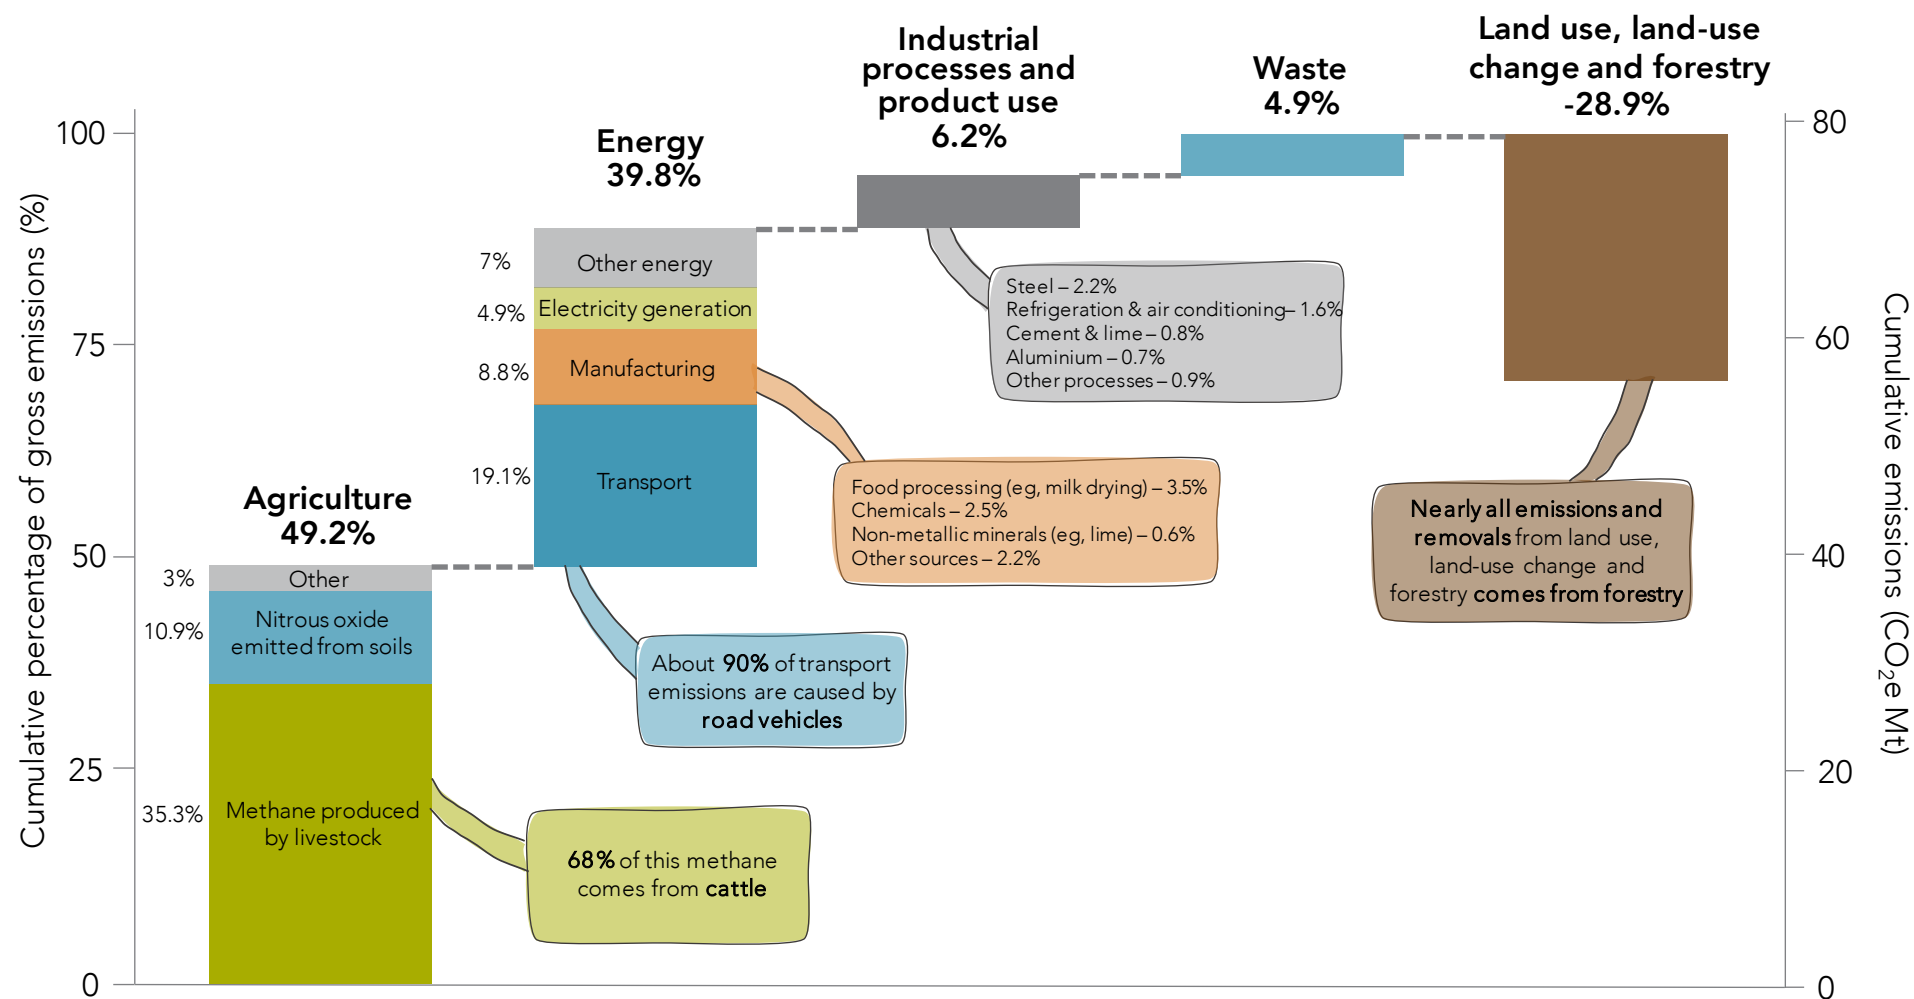 Cumulative percentage of gross emissions (%)
100
75
50
25
0
Agriculture
49.2%
3%
Other
10.9%
Nitrous oxide
emitted from soils
35.3%
Methane produced
by livestock
68% of this methane
comes from cattle
Energy
39.8%
7%
Other energy
4.9%
Electricity generation
8.8%
Manufacturing
19.1%
Transport
About 90% of transport
emissions are caused by
road vehicles
Food processing (eg, milk drying) – 3.5%
Chemicals – 2.5%
Non-metallic minerals (eg, lime) – 0.6%
Other sources – 2.2%
Industrial
processes and
product use
6.2%
Steel – 2.2%
Refrigeration & air conditioning– 1.6%
Cement & lime – 0.8%
Aluminium – 0.7%
Other processes – 0.9%
Waste
4.9%
Land use, land-use
change and forestry
-28.9%
Nearly all emissions and
removals from land use,
land-use change and
forestry comes from forestry
80
60
40
20
0
Cumulative emissions (CO₂e Mt)